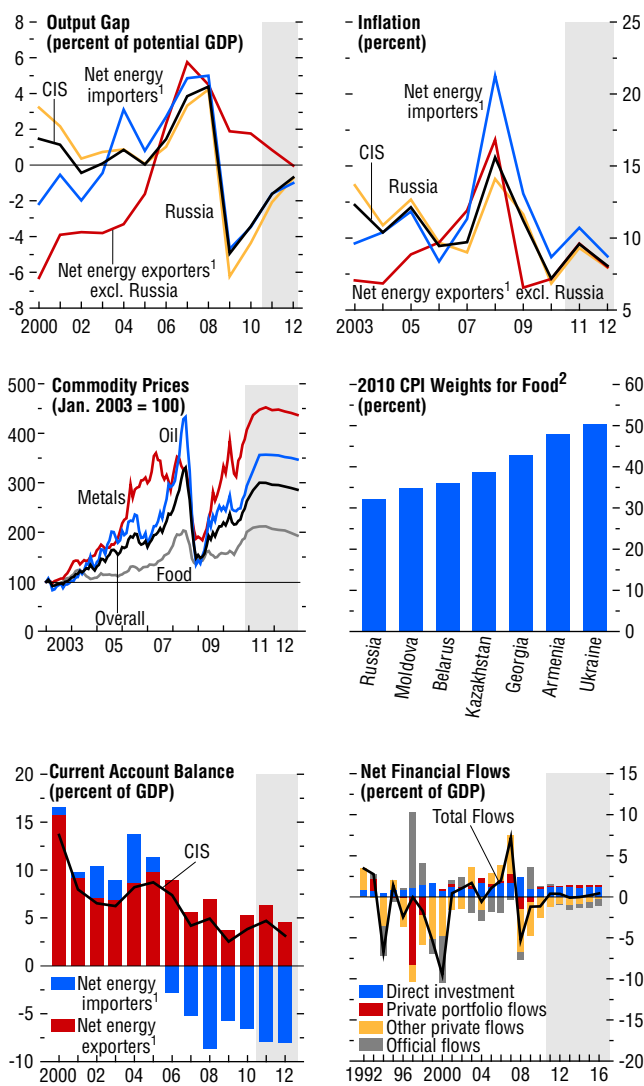 Output Gap
(percent of potential GDP)
8
6
4
2
0
-2
-4
-6
-8
CIS
Net energy
importers1
Russia
Net energy exporters1
excl. Russia
2000 02 04 06 08 10 12
Inflation
(percent)
25
20
15
10
5
Net energy
importers1
CIS
Russia
Net energy exporters1 excl. Russia
2003 05 07 09 11 12
Commodity Prices
(Jan. 2003 = 100)
500
400
300
200
100
0
Oil
Metals
Food
Overall
2003 05 07 09 11 12
2010 CPI Weights for Food2
(percent)
60
50
40
30
20
10
0
Russia
Moldova
Belarus
Kazakhstan
Georgia
Armenia
Ukraine
Current Account Balance
(percent of GDP)
20
15
10
5
0
-5
-10
CIS
Net energy
importers1
Net energy
exporters1
2000 02 04 06 08 10 12
Net Financial Flows
(percent of GDP)
15
10
5
0
-5
-10
-15
-20
Total Flows
Direct investment
Private portfolio flows
Other private flows
Official flows
1992 96 2000 04 08 12 16